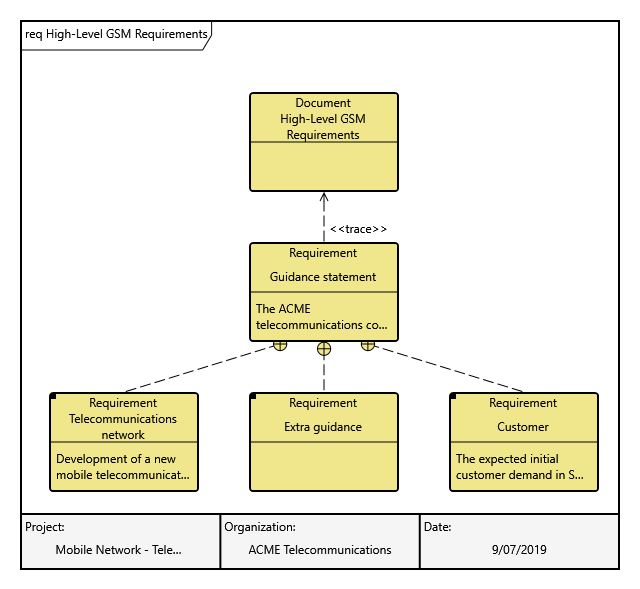 req High-Level GSM Requirements
Document
High-Level GSM
Requirements
<<trace>>
Requirement
Guidance statement
The ACME
telecommunications co...
Requirement
Telecommunications
network
Development of a new
mobile telecommunicat...
Requirement
Extra guidance
Requirement
Customer
The expected initial
customer demand in S...
Project:
Mobile Network - Tele...
Organization:
ACME Telecommunications
Date:
9/07/2019